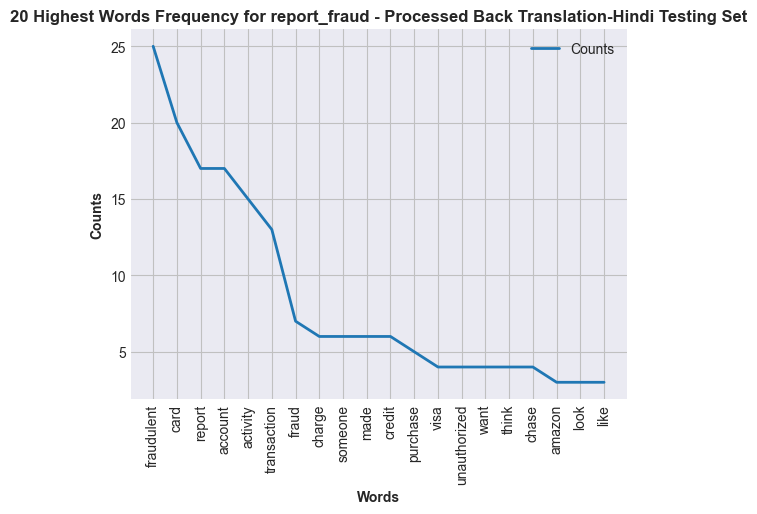 20 Highest Words Frequency for report_fraud - Processed Back Translation-Hindi Testing Set
Counts
25
20
15
10
5
Counts
fraudulent
card
report
account
activity
transaction
fraud
charge
someone
made
credit
purchase
visa
unauthorized
want
think
chase
amazon
look
like
Words